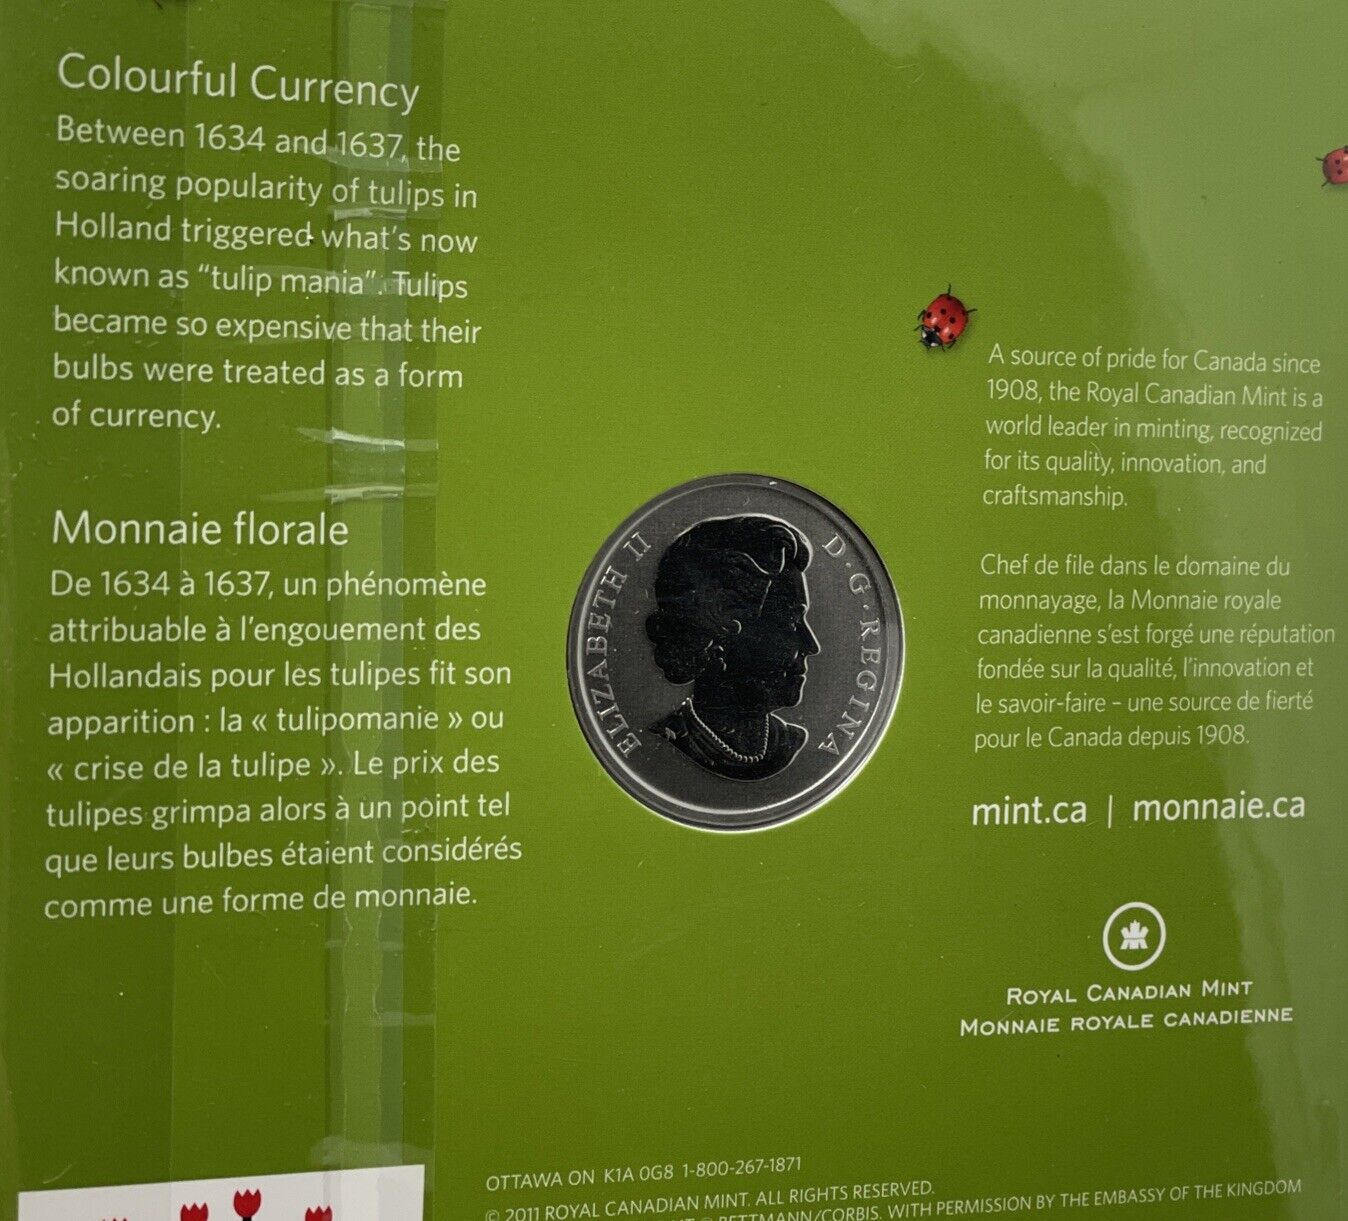 Colourful Currency
Between 1634 and 1637, the
soaring popularity of tulips in
Holland triggered what's now
known as "tulip mania". Tulips
became so expensive that their
bulbs were treated as a form
of currency.
Monnaie florale
De 1634 à 1637, un phénomène
attribuable à l'engouement des
Hollandais pour les tulipes fit son
apparition : la « tulipomanie » ou
« crise de la tulipe ». Le prix des
tulipes grimpa alors à un point tel
que leurs bulbes étaient considérés
comme une forme de monnaie.
ELIZABETH II D·G·REGINA
A source of pride for Canada since
1908, the Royal Canadian Mint is a
world leader in minting, recognized
for its quality, innovation, and
craftsmanship.
Chef de file dans le domaine du
monnayage, la Monnaie royale
canadienne s'est forgé une réputation
fondée sur la qualité, l'innovation et
le savoir-faire – une source de fierté
pour le Canada depuis 1908.
mint.ca | monnaie.ca
ROYAL CANADIAN MINT
MONNAIE ROYALE CANADIENNE
OTTAWA ON K1A 0G8 1-800-267-1871
© 2011 ROYAL CANADIAN MINT. ALL RIGHTS RESERVED.
© BETTMANN/CORBIS. WITH PERMISSION BY THE EMBASSY OF THE KINGDOM